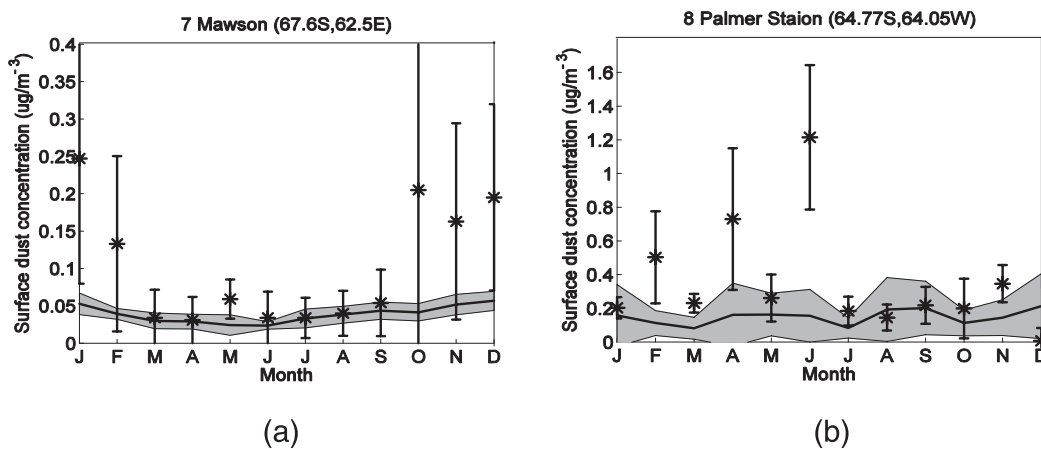 7 Mawson (67.6S,62.5E)
Surface dust concentration (ug/m-3)
0.4
0.35
0.3
0.25
0.2
0.15
0.1
0.05
0
J F M A M J J A S O N D
Month
(a)
8 Palmer Staion (64.77S,64.05W)
Surface dust concentration (ug/m-3)
1.6
1.4
1.2
1
0.8
0.6
0.4
0.2
0
J F M A M J J A S O N D
Month
(b)